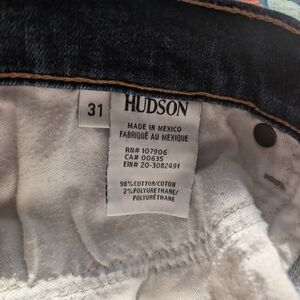 31
HUDSON
MADE IN MEXICO
FABRIQUÉ AU MEXIQUE
RN# 107906
CA# 00635
EIN# 20-3082491
98% COTTON/COTON
2% POLYURETHANE/
POLYURÉTHANE